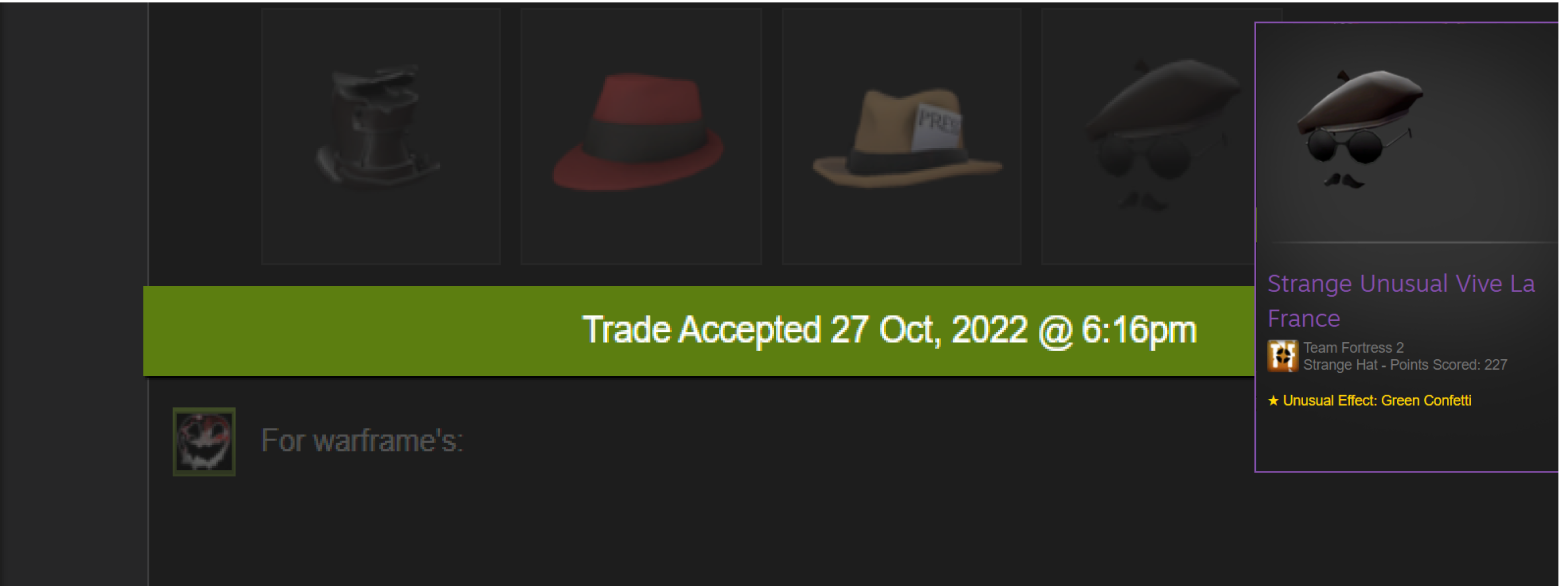 PRESS
Trade Accepted 27 Oct, 2022 @ 6:16pm
For warframe's:
Strange Unusual Vive La
France
Team Fortress 2
Strange Hat - Points Scored: 227
★ Unusual Effect: Green Confetti